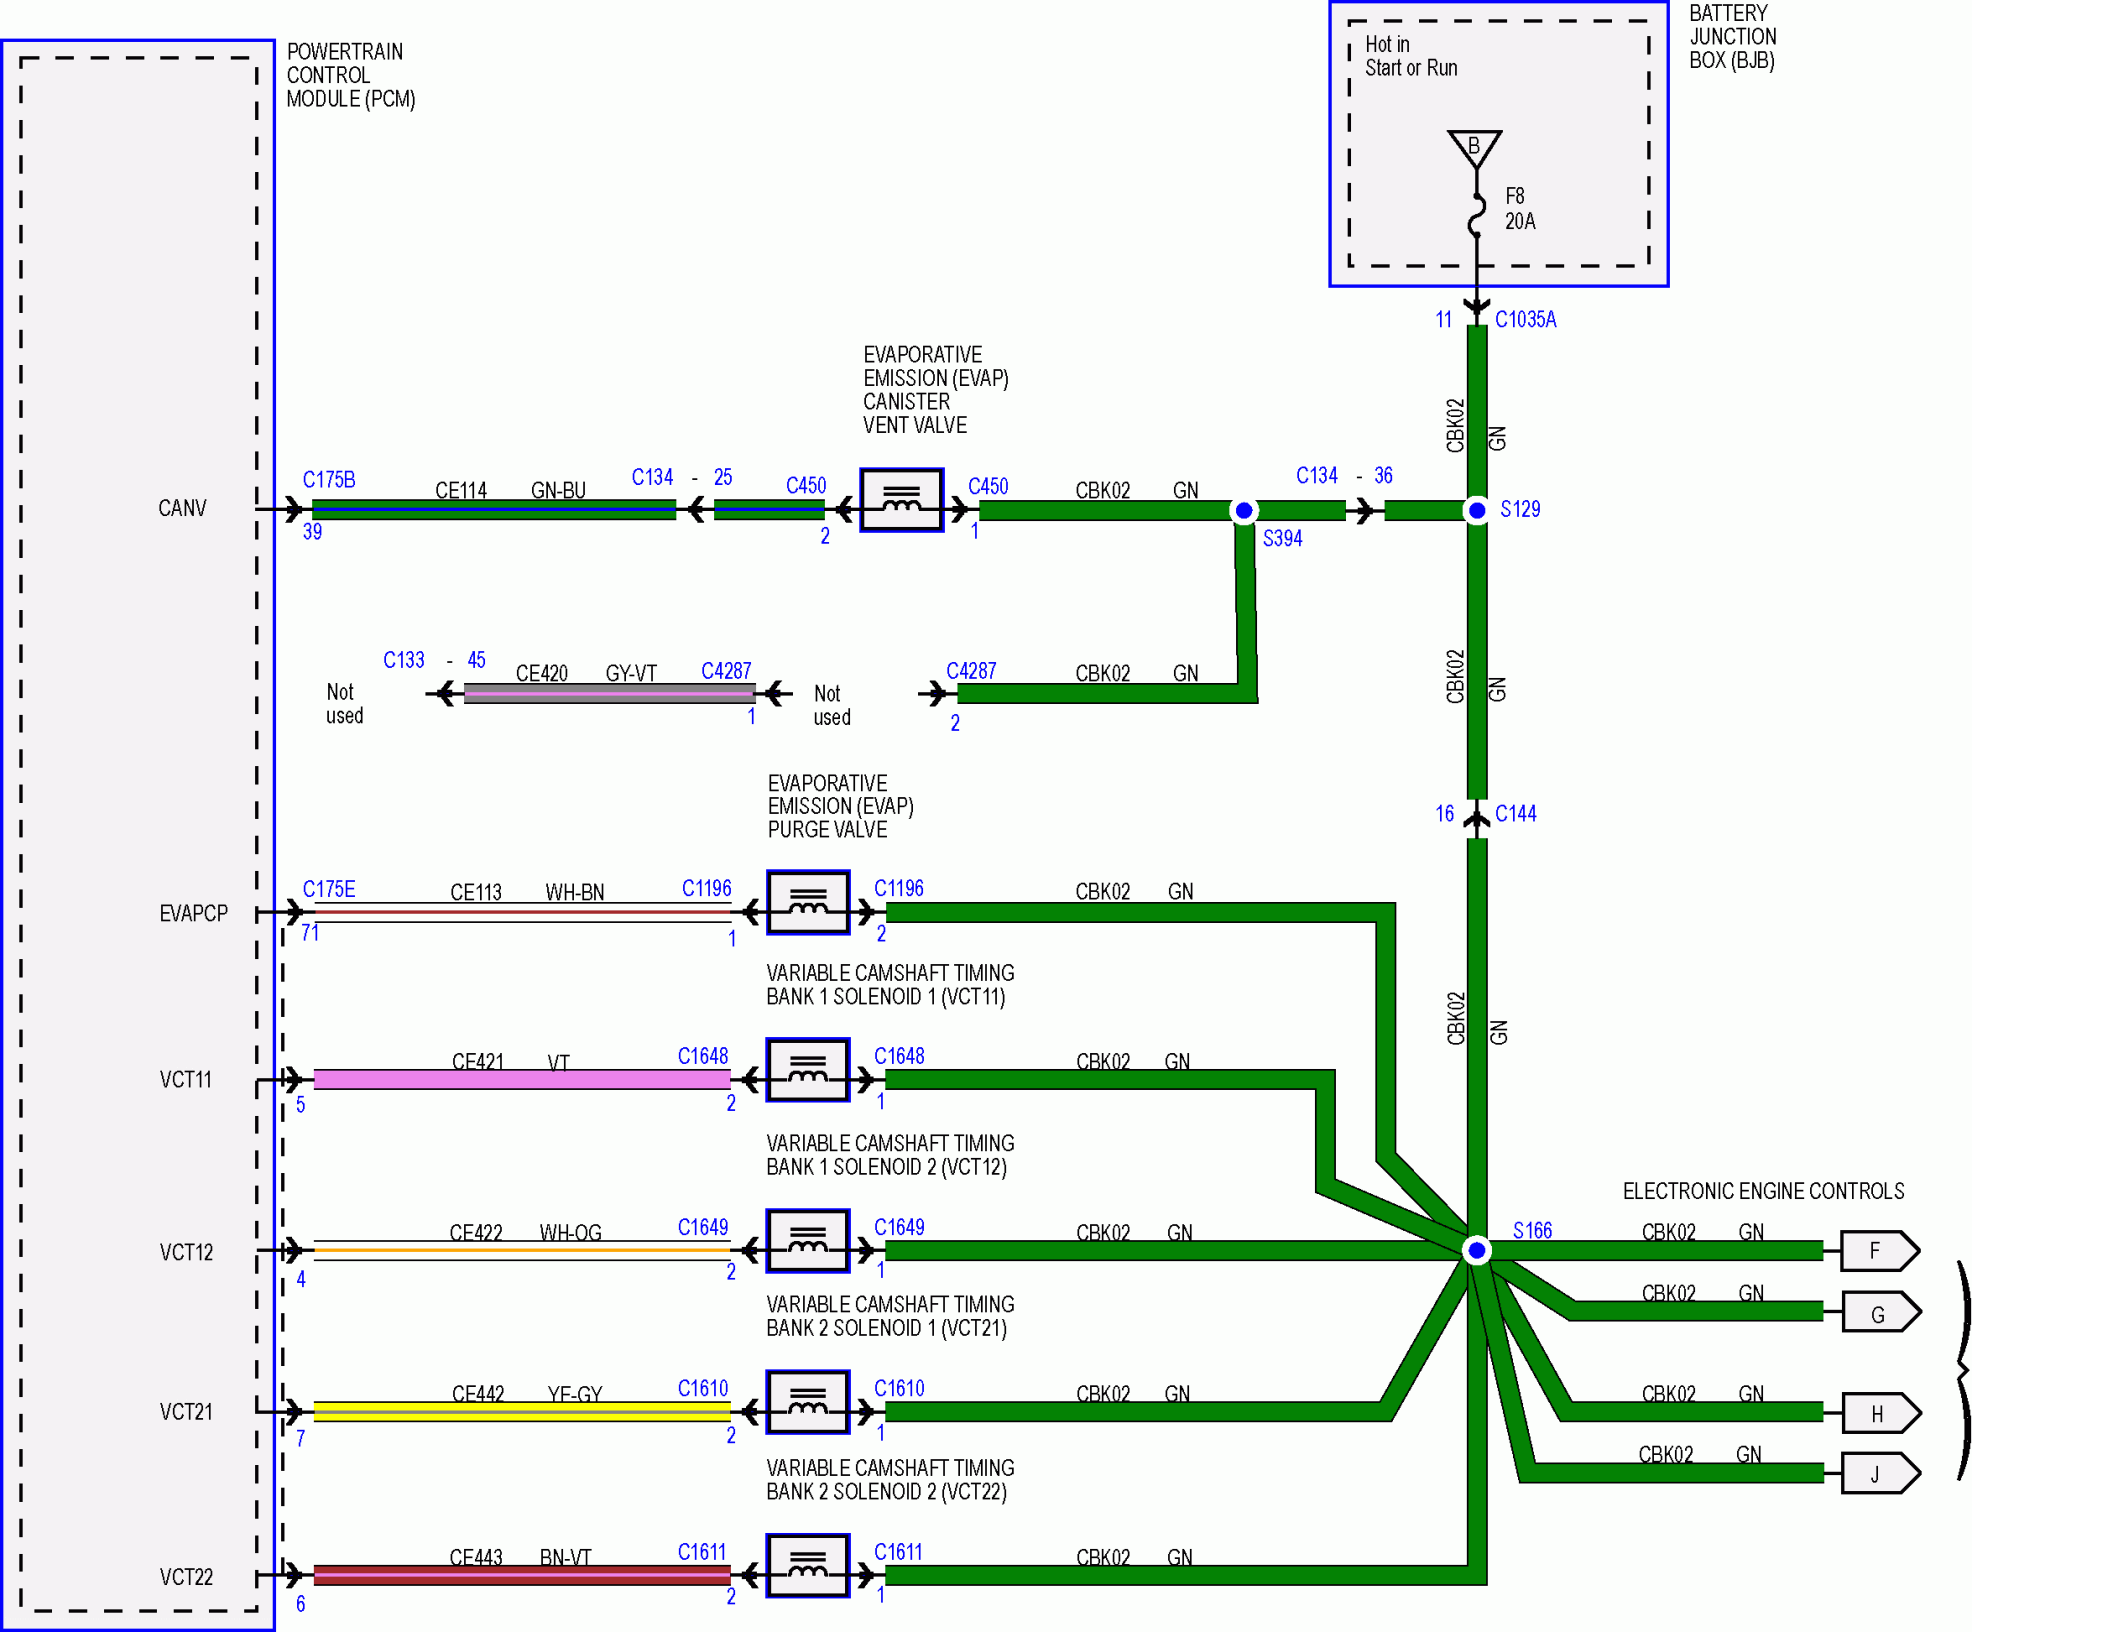 POWERTRAIN
CONTROL
MODULE (PCM)
BATTERY
JUNCTION
BOX (BJB)
Hot in
Start or Run
B
F8
20A
11 C1035A
CBK02
GN
EVAPORATIVE
EMISSION (EVAP)
CANISTER
VENT VALVE
CANV
C175B
39
CE114 GN-BU
C134 - 25
C450
2
C450
1
CBK02 GN
S394
C134 - 36
S129
C133 - 45
Not
used
CE420 GY-VT
C4287
1
Not
used
C4287
2
CBK02 GN
CBK02
GN
EVAPORATIVE
EMISSION (EVAP)
PURGE VALVE
16 C144
EVAPCP
C175E
71
CE113 WH-BN
C1196
1
C1196
2
CBK02 GN
VARIABLE CAMSHAFT TIMING
BANK 1 SOLENOID 1 (VCT11)
CBK02
GN
VCT11
5
CE421 VT
C1648
2
C1648
1
CBK02 GN
VARIABLE CAMSHAFT TIMING
BANK 1 SOLENOID 2 (VCT12)
VCT12
4
CE422 WH-OG
C1649
2
C1649
1
CBK02 GN
ELECTRONIC ENGINE CONTROLS
S166
CBK02 GN
F
CBK02 GN
G
VARIABLE CAMSHAFT TIMING
BANK 2 SOLENOID 1 (VCT21)
VCT21
7
CE442 YE-GY
C1610
2
C1610
1
CBK02 GN
CBK02 GN
H
CBK02 GN
J
VARIABLE CAMSHAFT TIMING
BANK 2 SOLENOID 2 (VCT22)
VCT22
6
CE443 BN-VT
C1611
2
C1611
1
CBK02 GN